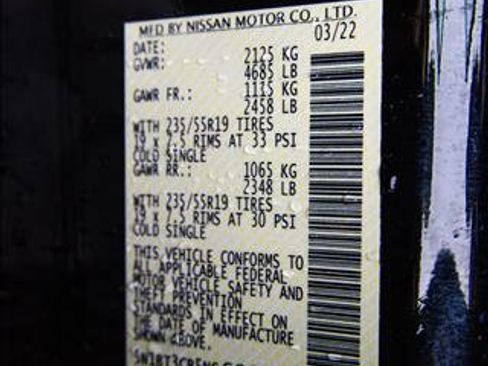 MFD BY NISSAN MOTOR CO., LTD.
DATE: 03/22
GVWR: 2125 KG
4685 LB
GAWR FR.: 1115 KG
2458 LB
WITH 235/55R19 TIRES
19 x 7.5 RIMS AT 33 PSI
COLD SINGLE
GAWR RR.: 1065 KG
2348 LB
WITH 235/55R19 TIRES
19 x 7.5 RIMS AT 30 PSI
COLD SINGLE
THIS VEHICLE CONFORMS TO
ALL APPLICABLE FEDERAL
MOTOR VEHICLE SAFETY AND
THEFT PREVENTION
STANDARDS IN EFFECT ON
THE DATE OF MANUFACTURE
SHOWN ABOVE.